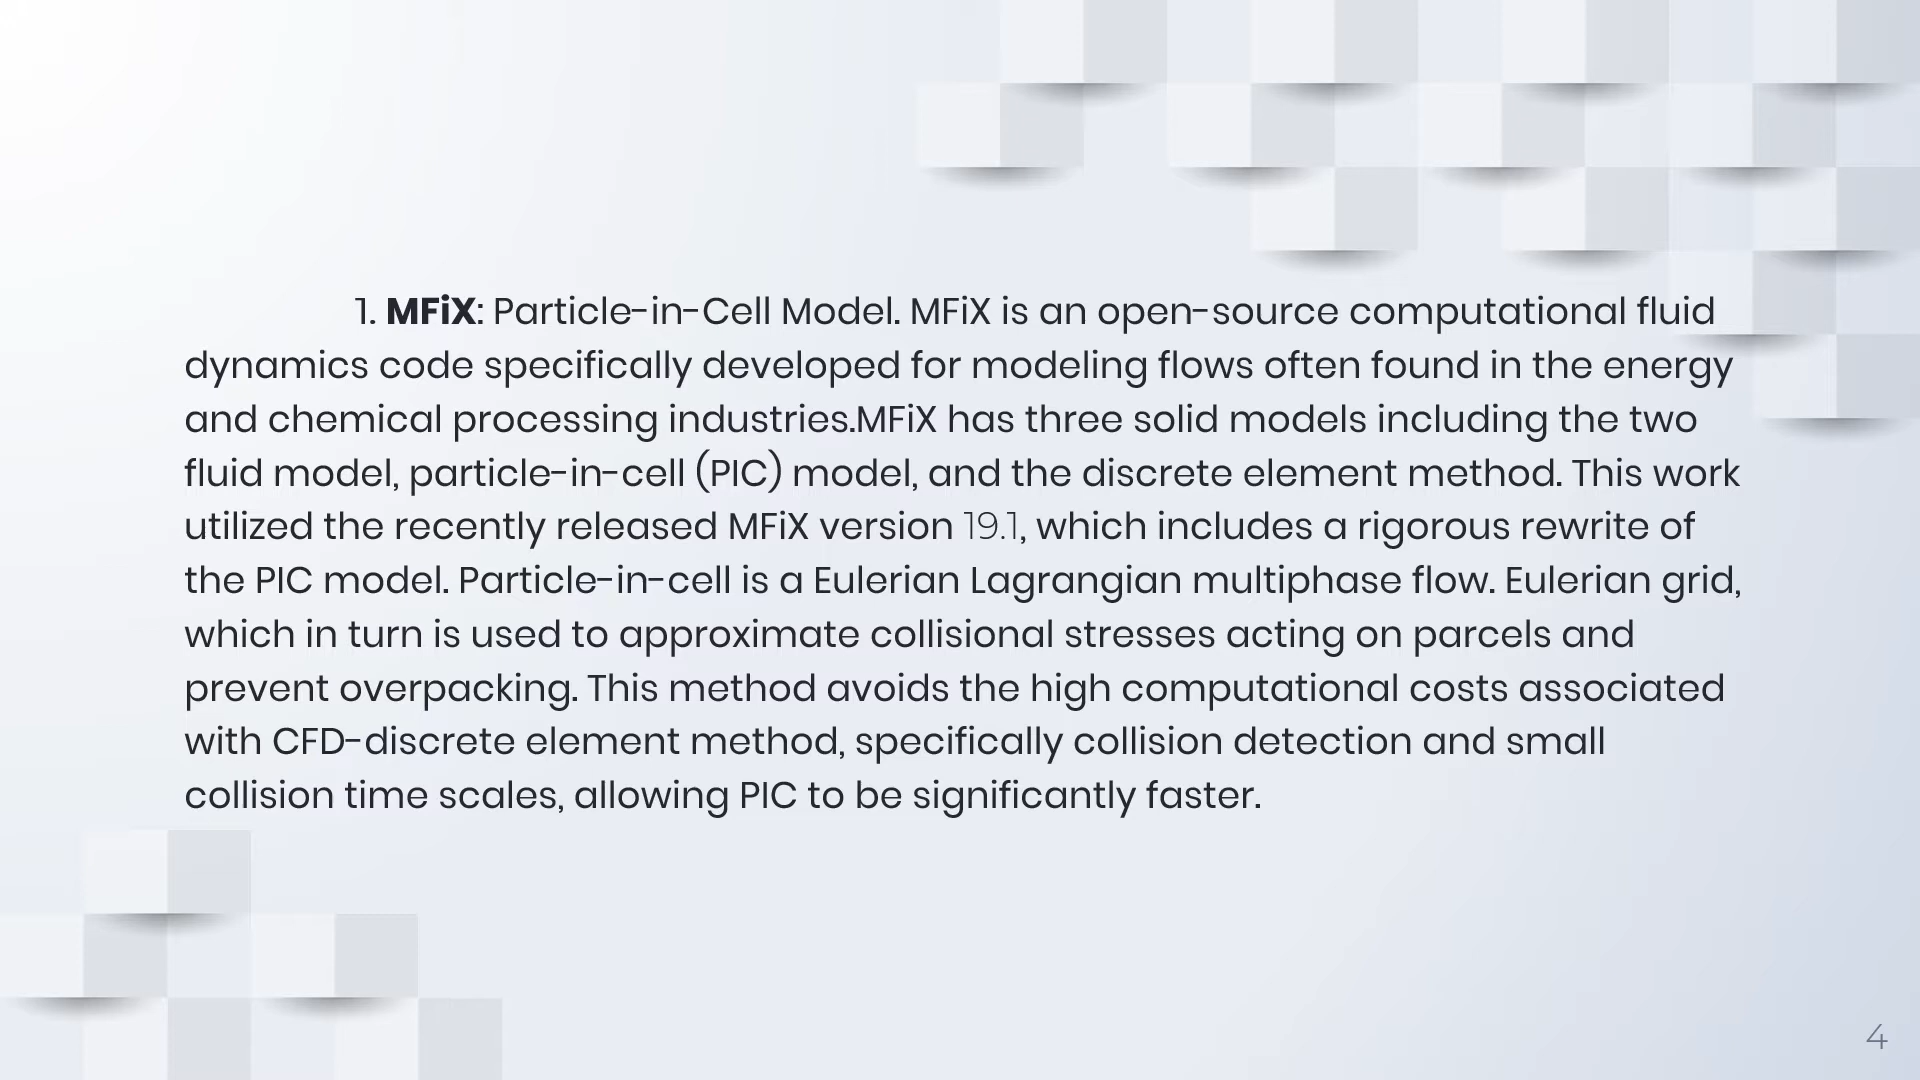 1. MFiX: Particle-in-Cell Model. MFiX is an open-source computational fluid
dynamics code specifically developed for modeling flows often found in the energy
and chemical processing industries.MFiX has three solid models including the two
fluid model, particle-in-cell (PIC) model, and the discrete element method. This work
utilized the recently released MFiX version 19.1, which includes a rigorous rewrite of
the PIC model. Particle-in-cell is a Eulerian Lagrangian multiphase flow. Eulerian grid,
which in turn is used to approximate collisional stresses acting on parcels and
prevent overpacking. This method avoids the high computational costs associated
with CFD-discrete element method, specifically collision detection and small
collision time scales, allowing PIC to be significantly faster.
4